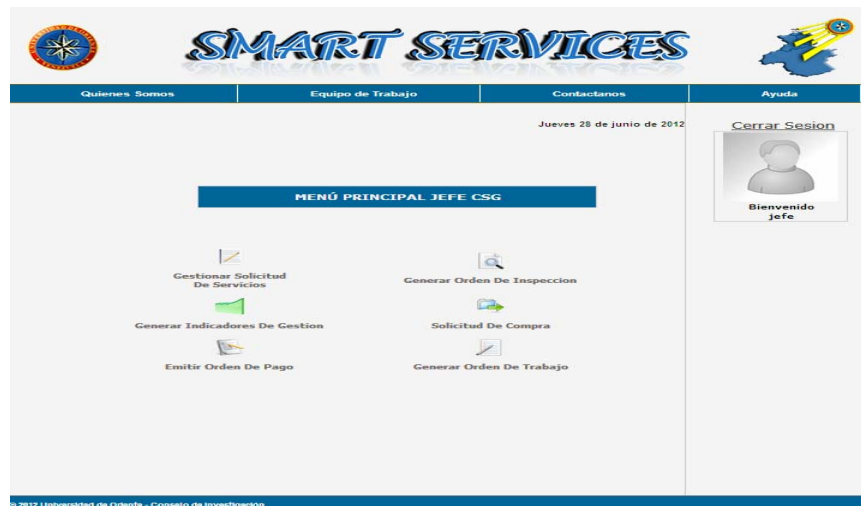 SMART SERVICES
Quienes Somos
Equipo de Trabajo
Contactanos
Ayuda
Jueves 28 de junio de 2012
Cerrar Sesion
Bienvenido
jefe
MENÚ PRINCIPAL JEFE CSG
Gestionar Solicitud
De Servicios
Generar Orden De Inspeccion
Generar Indicadores De Gestion
Solicitud De Compra
Emitir Orden De Pago
Generar Orden De Trabajo
© 2012 Universidad de Oriente - Consejo de Investigación